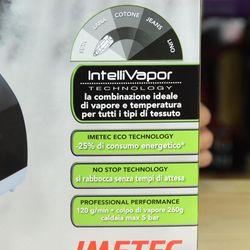 SETA
LANA
COTONE
JEANS
LINO
IntelliVapor
TECHNOLOGY
la combinazione ideale
di vapore e temperatura
per tutti i tipi di tessuto
IMETEC ECO TECHNOLOGY
-25% di consumo energetico*
NO STOP TECHNOLOGY
si rabbocca senza tempi di attesa
PROFESSIONAL PERFORMANCE
120 g/min • colpo di vapore 260g
caldaia max 5 bar
IMETEC